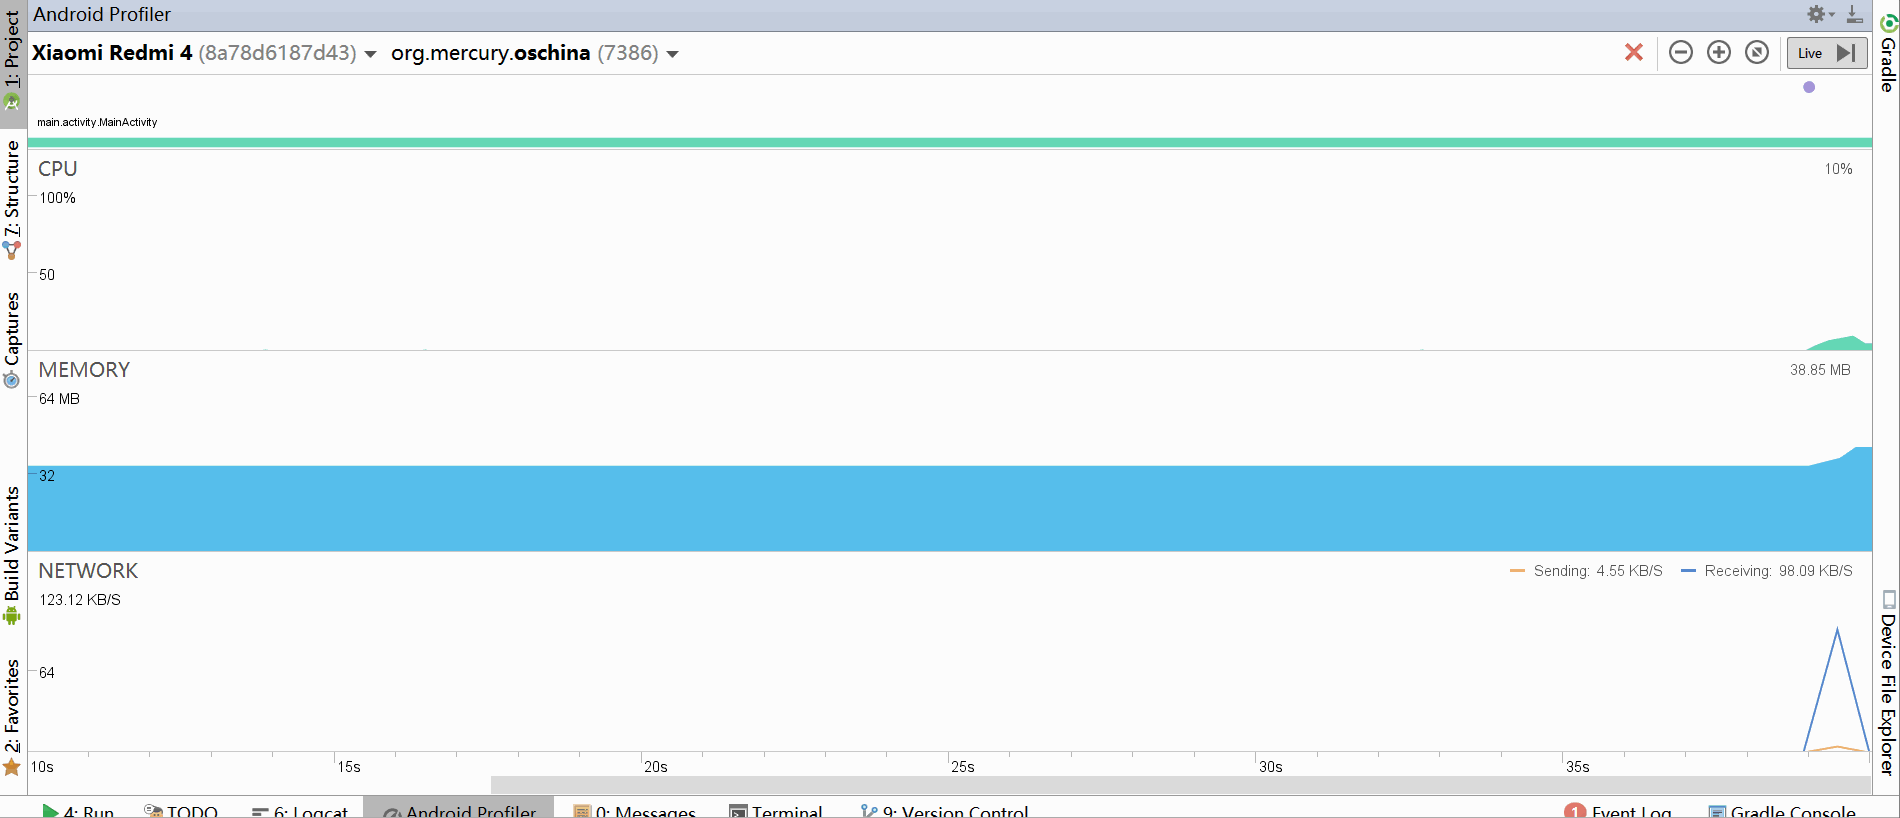 Android Profiler
Xiaomi Redmi 4 (8a78d6187d43) org.mercury.oschina (7386)
Live
main.activity.MainActivity
CPU
10%
100%
50
MEMORY
38.85 MB
64 MB
32
NETWORK
Sending: 4.55 KB/S Receiving: 98.09 KB/S
123.12 KB/S
64
10s 15s 20s 25s 30s 35s
1: Project
7: Structure
Captures
Build Variants
2: Favorites
Gradle
Device File Explorer
4: Run TODO 6: Logcat Android Profiler 0: Messages Terminal 9: Version Control 1 Event Log Gradle Console